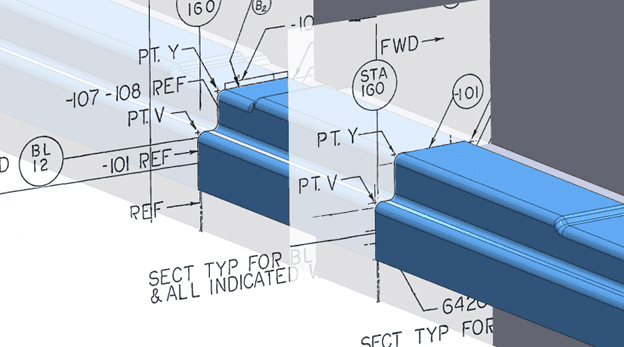 160
B2
-10
PT. Y
-107 -108 REF
PT. V
BL
12
-101 REF
REF
SECT TYP FOR
& ALL INDICATED
BL
FWD
STA
160
-101
PT. Y
PT. V
642
SECT TYP FOR